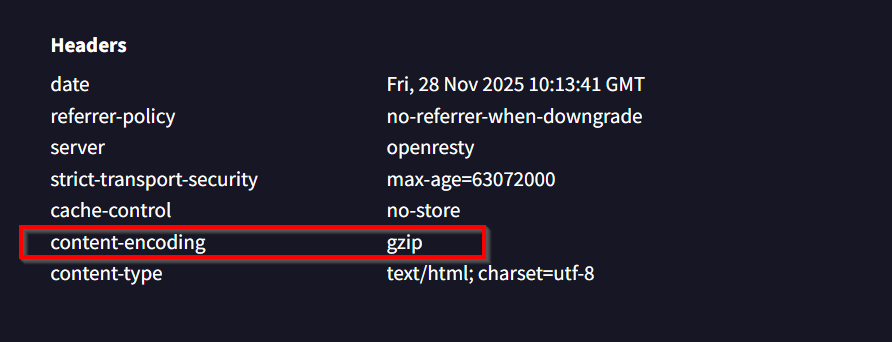 Headers
date Fri, 28 Nov 2025 10:13:41 GMT
referrer-policy no-referrer-when-downgrade
server openresty
strict-transport-security max-age=63072000
cache-control no-store
content-encoding gzip
content-type text/html; charset=utf-8